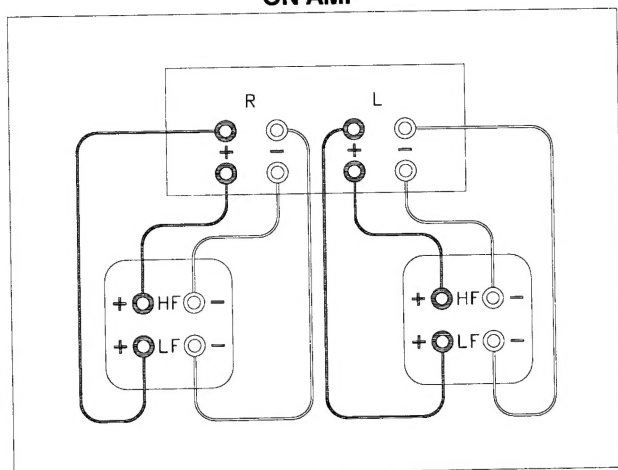 ON AMP
R L
+ − + −
+ HF − + HF −
+ LF − + LF −